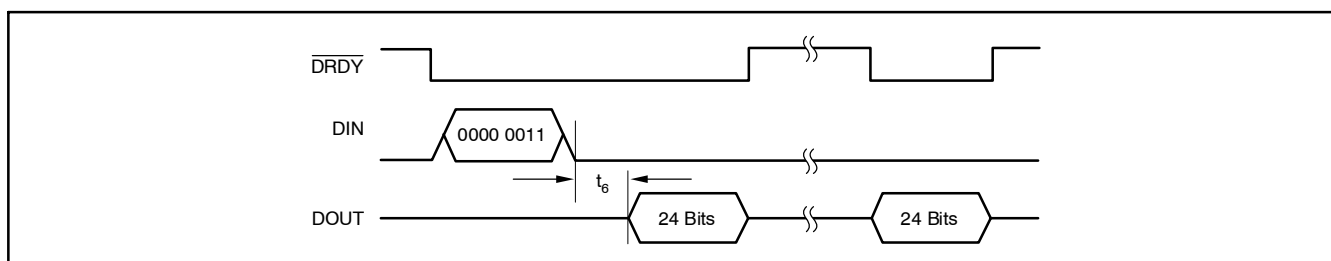 DRDY
DIN
0000 0011
t6
DOUT
24 Bits
24 Bits